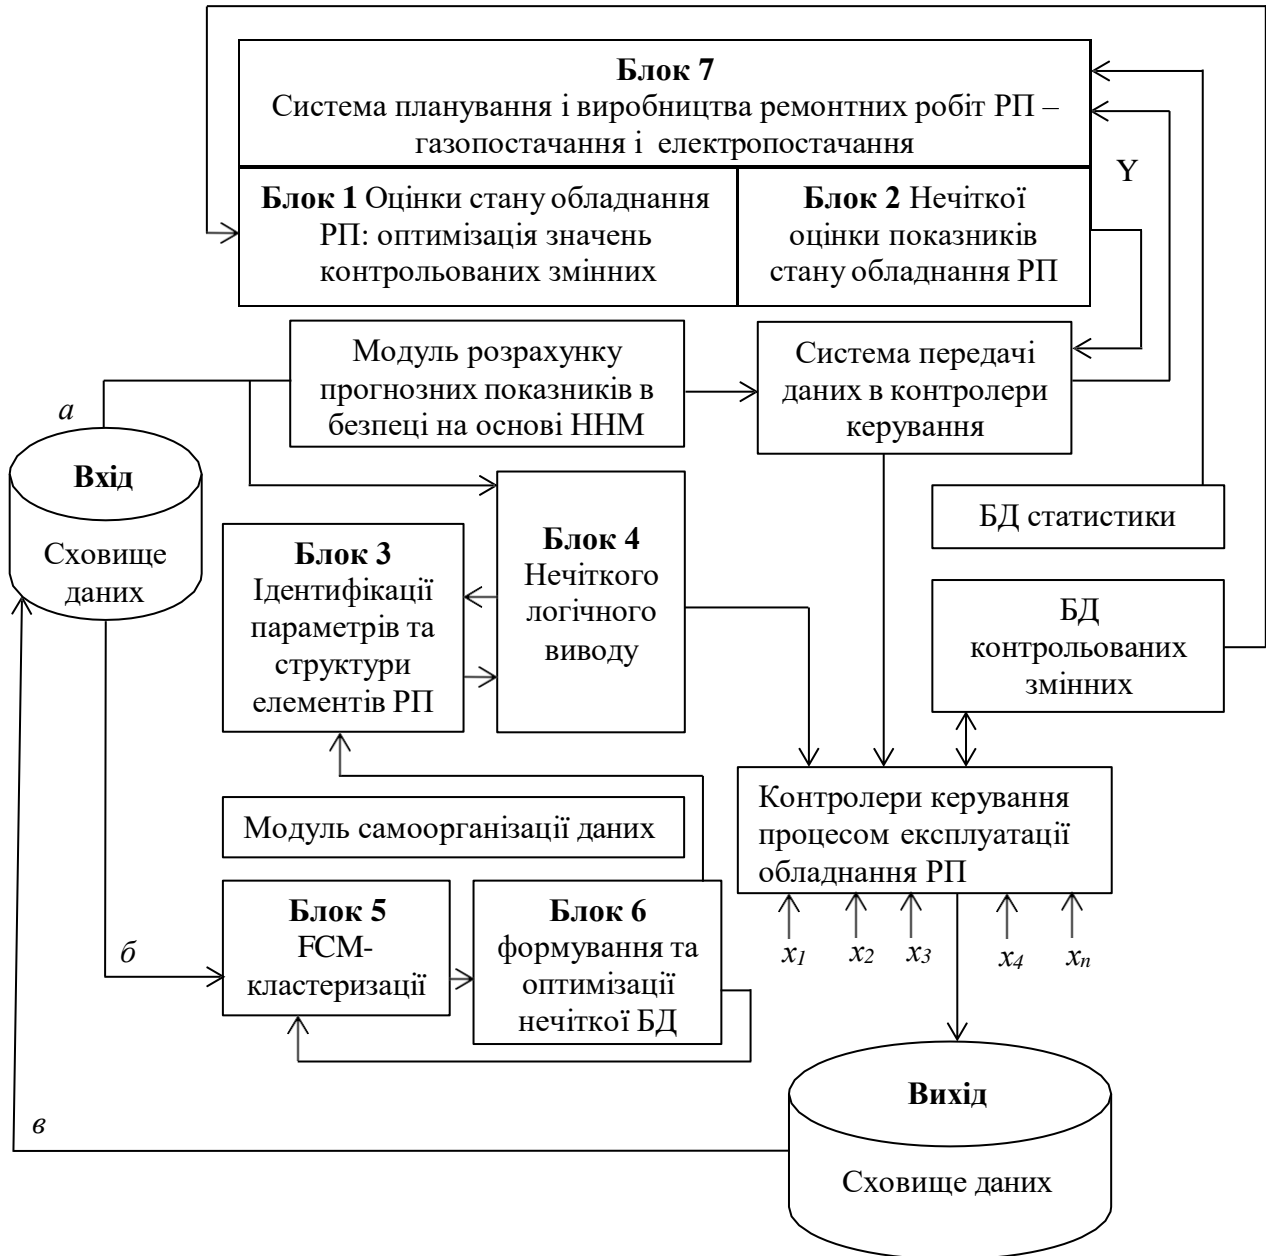 Блок 7
Система планування і виробництва ремонтних робіт РП –
газопостачання і електропостачання
Y
Блок 1 Оцінки стану обладнання
РП: оптимізація значень
контрольованих змінних
Блок 2 Нечіткої
оцінки показників
стану обладнання РП
Модуль розрахунку
прогнозних показників в
безпеці на основі ННМ
Система передачі
даних в контролери
керування
а
Вхід
Сховище
даних
БД статистики
Блок 3
Ідентифікації
параметрів та
структури
елементів РП
Блок 4
Нечіткого
логічного
виводу
БД
контрольованих
змінних
Модуль самоорганізації даних
Контролери керування
процесом експлуатації
обладнання РП
б
Блок 5
FCM-
кластеризації
Блок 6
формування та
оптимізації
нечіткої БД
x1 x2 x3 x4 xn
Вихід
Сховище даних
в